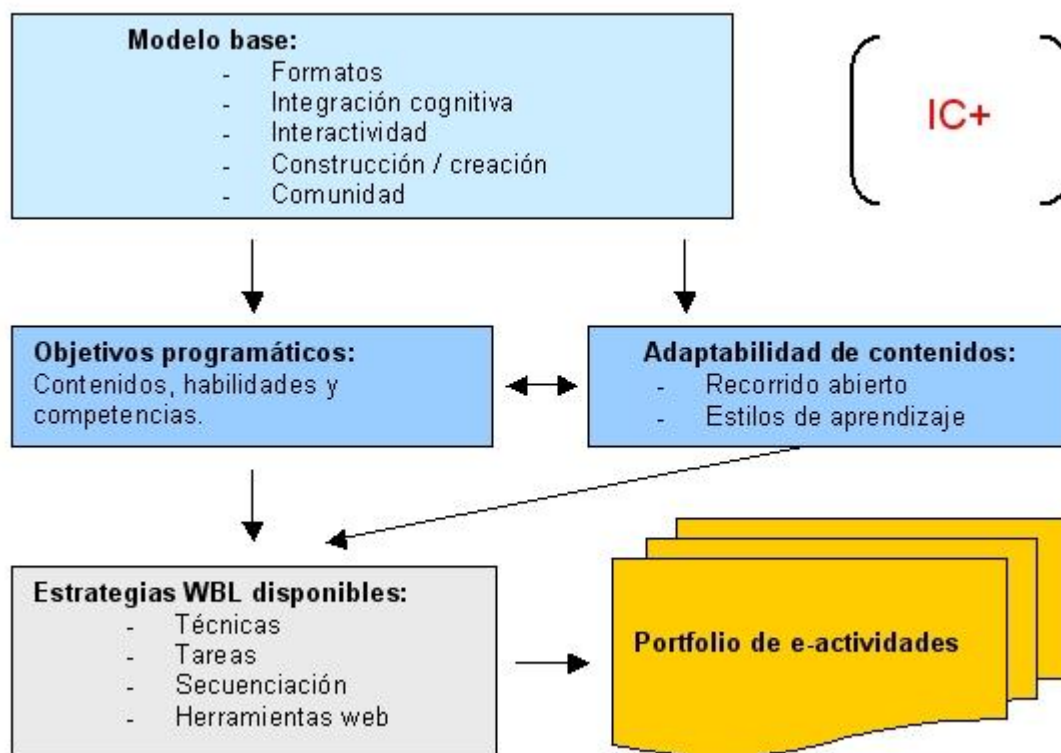 Modelo base:
- Formatos
- Integración cognitiva
- Interactividad
- Construcción / creación
- Comunidad
IC+
Objetivos programáticos:
Contenidos, habilidades y
competencias.
Adaptabilidad de contenidos:
- Recorrido abierto
- Estilos de aprendizaje
Estrategias WBL disponibles:
- Técnicas
- Tareas
- Secuenciación
- Herramientas web
Portfolio de e-actividades